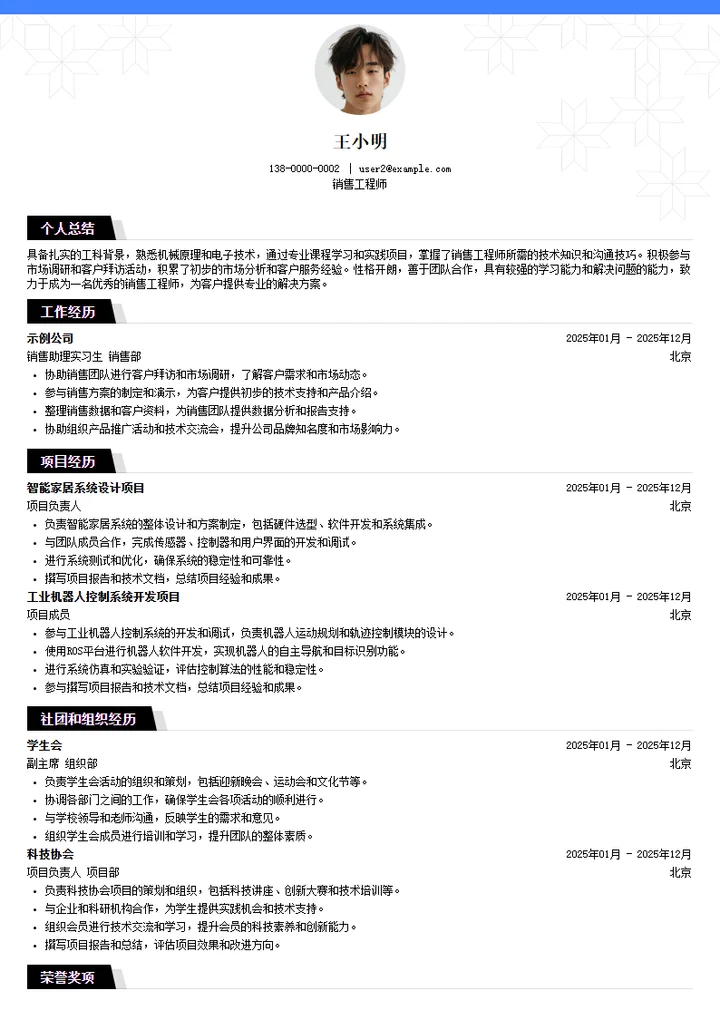 王小明
138-0000-0002 | user2@example.com
销售工程师
个人总结
具备扎实的工科背景，熟悉机械原理和电子技术，通过专业课程学习和实践项目，掌握了销售工程师所需的技术知识和沟通技巧。积极参与
市场调研和客户拜访活动，积累了初步的市场分析和客户服务经验。性格开朗，善于团队合作，具有较强的学习能力和解决问题的能力，致
力于成为一名优秀的销售工程师，为客户提供专业的解决方案。
工作经历
示例公司 2025年01月 - 2025年12月
销售助理实习生 销售部 北京
• 协助销售团队进行客户拜访和市场调研，了解客户需求和市场动态。
• 参与销售方案的制定和演示，为客户提供初步的技术支持和产品介绍。
• 整理销售数据和客户资料，为销售团队提供数据分析和报告支持。
• 协助组织产品推广活动和技术交流会，提升公司品牌知名度和市场影响力。
项目经历
智能家居系统设计项目 2025年01月 - 2025年12月
项目负责人 北京
• 负责智能家居系统的整体设计和方案制定，包括硬件选型、软件开发和系统集成。
• 与团队成员合作，完成传感器、控制器和用户界面的开发和调试。
• 进行系统测试和优化，确保系统的稳定性和可靠性。
• 撰写项目报告和技术文档，总结项目经验和成果。
工业机器人控制系统开发项目 2025年01月 - 2025年12月
项目成员 北京
• 参与工业机器人控制系统的开发和调试，负责机器人运动规划和轨迹控制模块的设计。
• 使用ROS平台进行机器人软件开发，实现机器人的自主导航和目标识别功能。
• 进行系统仿真和实验验证，评估控制算法的性能和稳定性。
• 参与撰写项目报告和技术文档，总结项目经验和成果。
社团和组织经历
学生会 2025年01月 - 2025年12月
副主席 组织部 北京
• 负责学生会活动的组织和策划，包括迎新晚会、运动会和文化节等。
• 协调各部门之间的工作，确保学生会各项活动的顺利进行。
• 与学校领导和老师沟通，反映学生的需求和意见。
• 组织学生会成员进行培训和学习，提升团队的整体素质。
科技协会 2025年01月 - 2025年12月
项目负责人 项目部 北京
• 负责科技协会项目的策划和组织，包括科技讲座、创新大赛和技术培训等。
• 与企业和科研机构合作，为学生提供实践机会和技术支持。
• 组织会员进行技术交流和学习，提升会员的科技素养和创新能力。
• 撰写项目报告和总结，评估项目效果和改进方向。
荣誉奖项